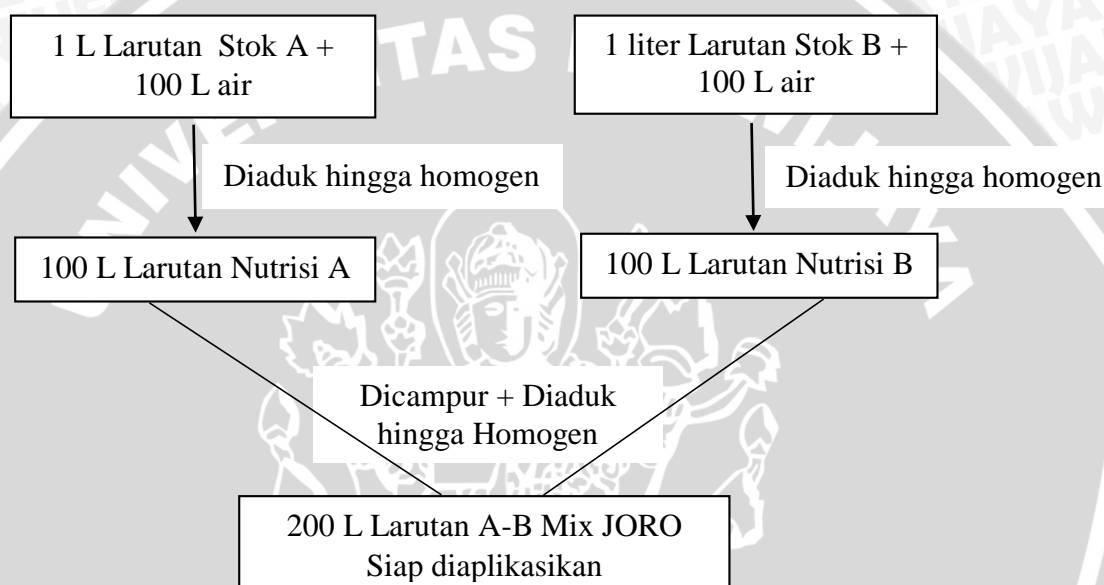 1 L Larutan Stok A +
100 L air
1 liter Larutan Stok B +
100 L air
Diaduk hingga homogen
Diaduk hingga homogen
100 L Larutan Nutrisi A
100 L Larutan Nutrisi B
Dicampur + Diaduk
hingga Homogen
200 L Larutan A-B Mix JORO
Siap diaplikasikan